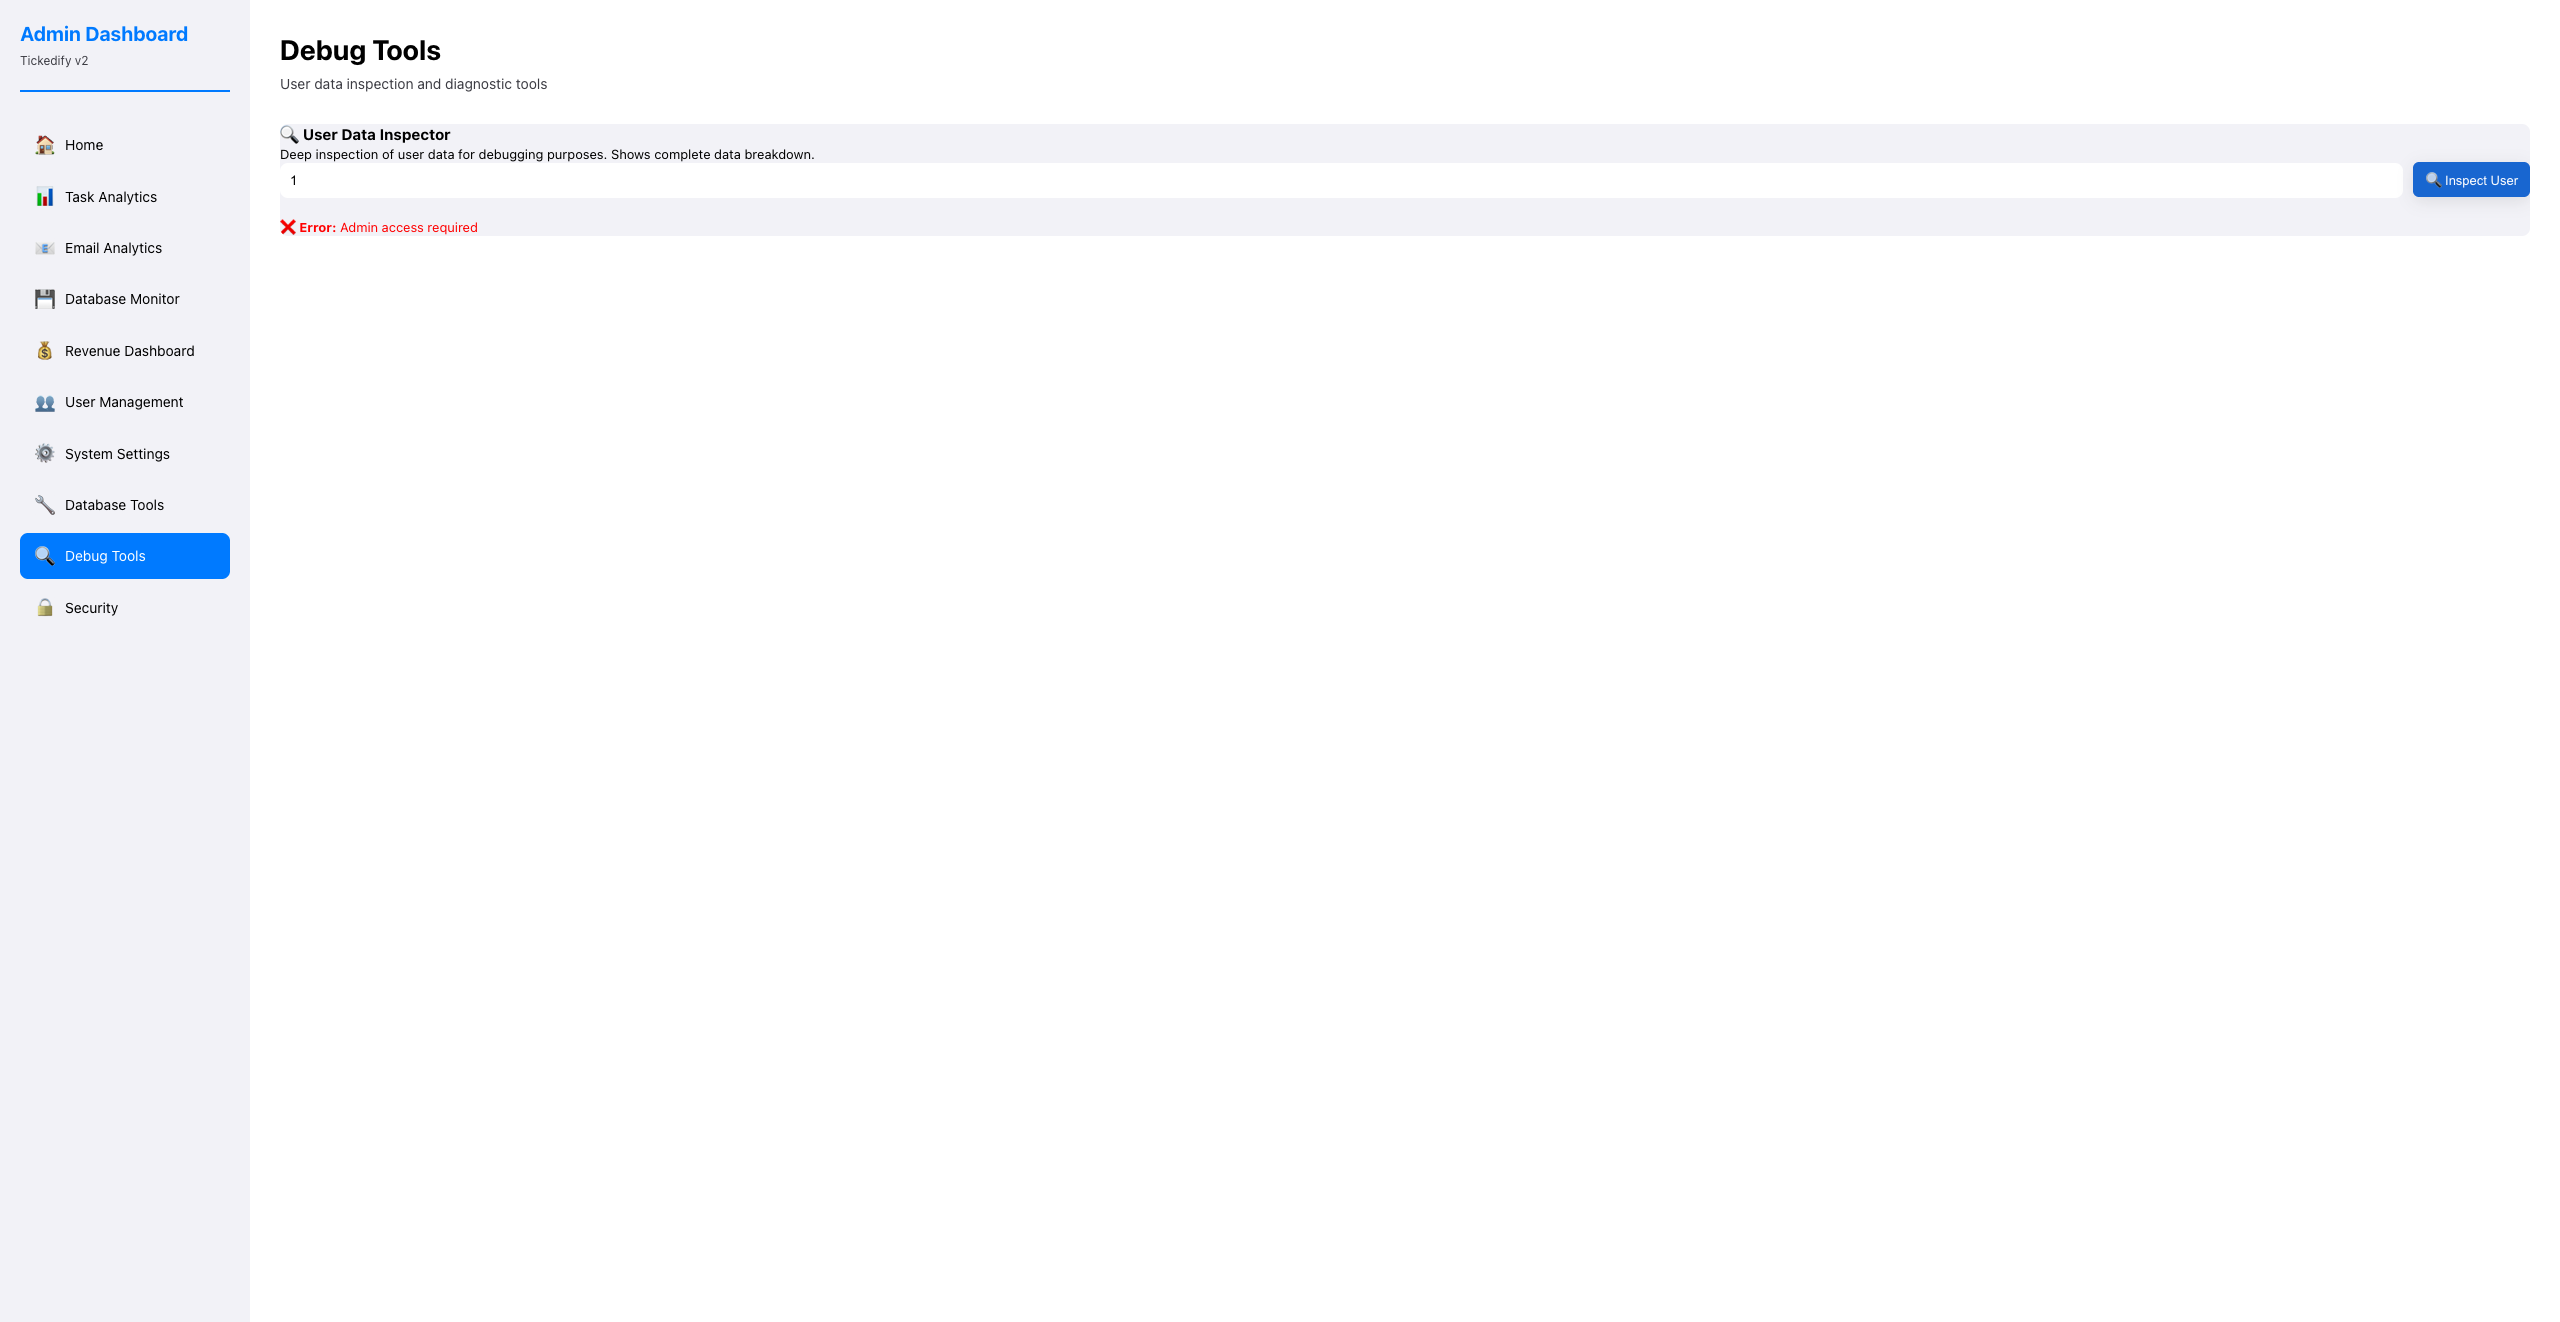 Admin Dashboard
Tickedify v2
Home
Task Analytics
Email Analytics
Database Monitor
Revenue Dashboard
User Management
System Settings
Database Tools
Debug Tools
Security
Debug Tools
User data inspection and diagnostic tools
User Data Inspector
Deep inspection of user data for debugging purposes. Shows complete data breakdown.
1
Inspect User
Error: Admin access required